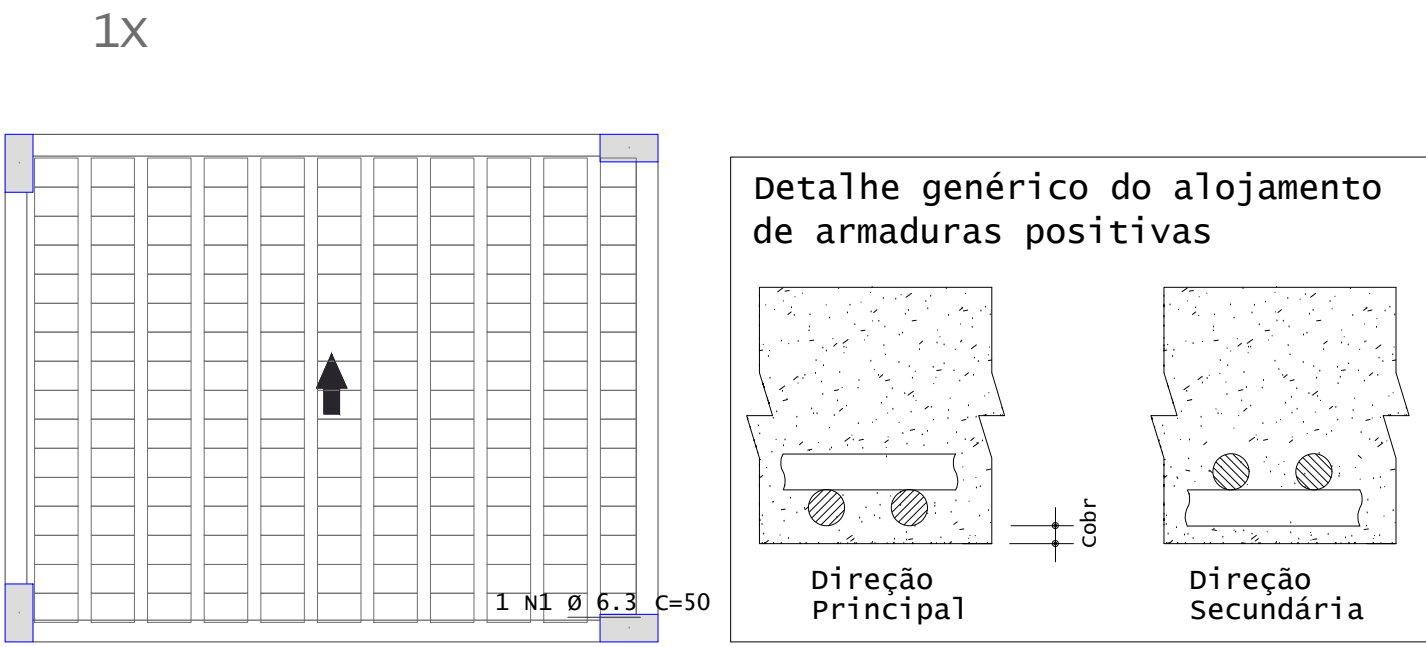 1X
1 N1 Ø 6.3 C=50
Detalhe genérico do alojamento
de armaduras positivas
Cobr
Direção
Principal
Direção
Secundária